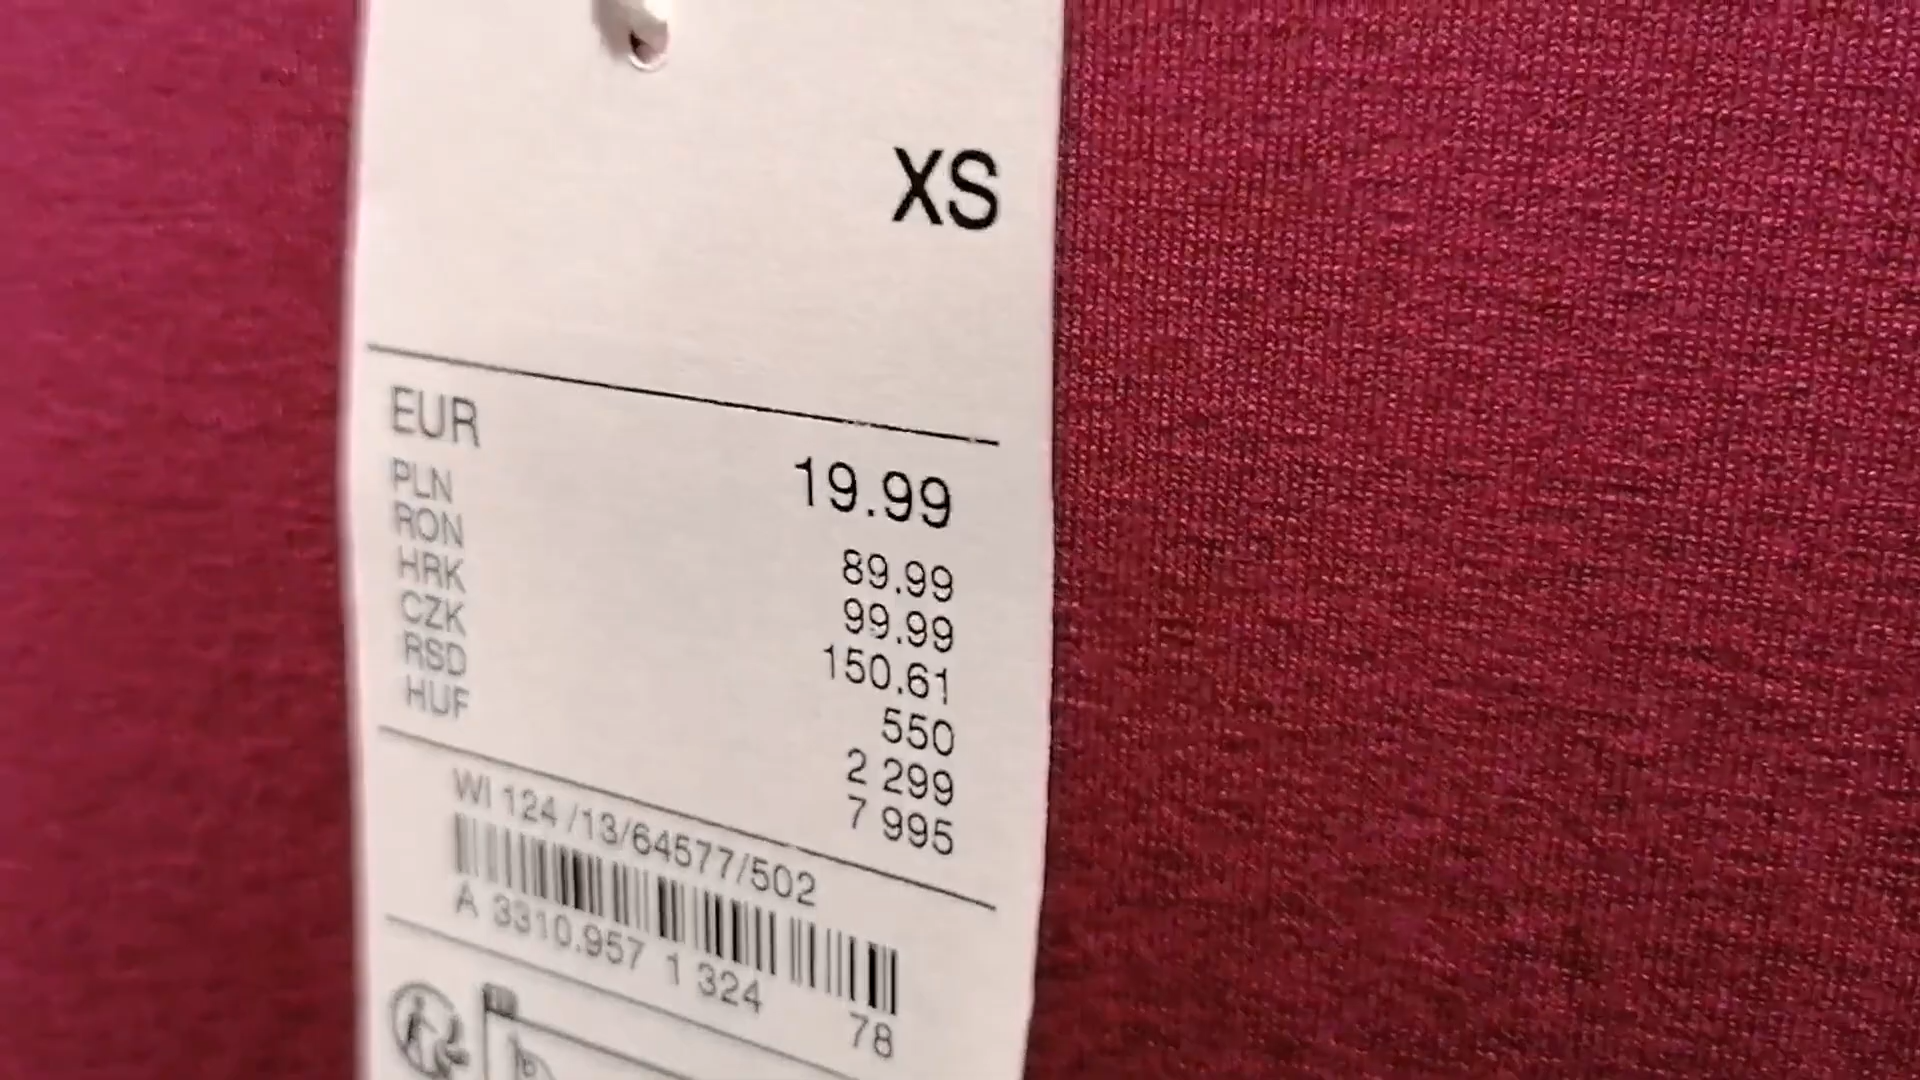 XS
EUR 19.99
PLN 89.99
RON 99.99
HRK 150.61
CZK 550
RSD 2 299
HUF 7 995
WI 124 /13/64577/502
A 3310.957 1 324 78